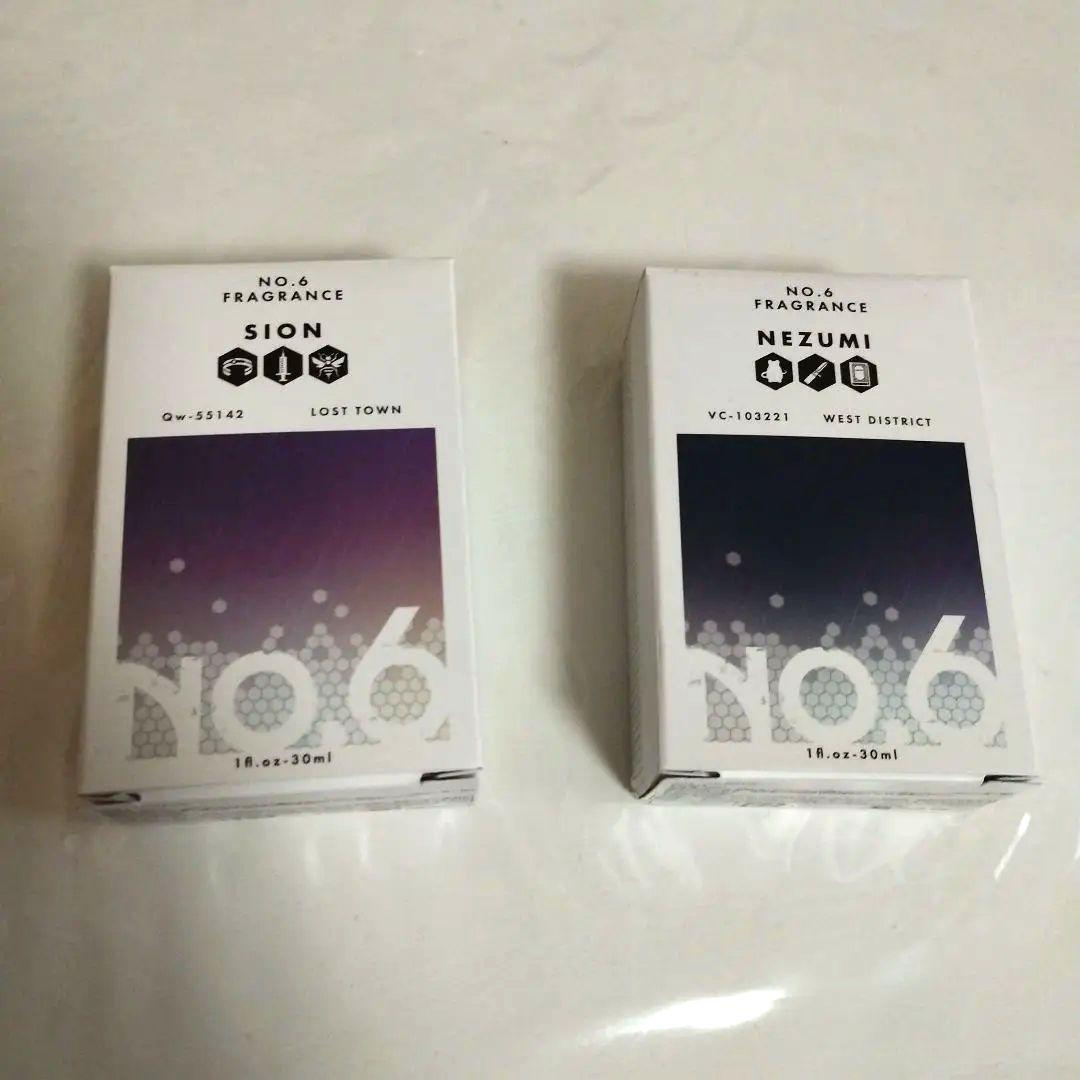 NO.6
FRAGRANCE
SION
Qw-55142 LOST TOWN
No.6
1fl.oz-30ml
NO.6
FRAGRANCE
NEZUMI
VC-103221 WEST DISTRICT
No.6
1fl.oz-30ml